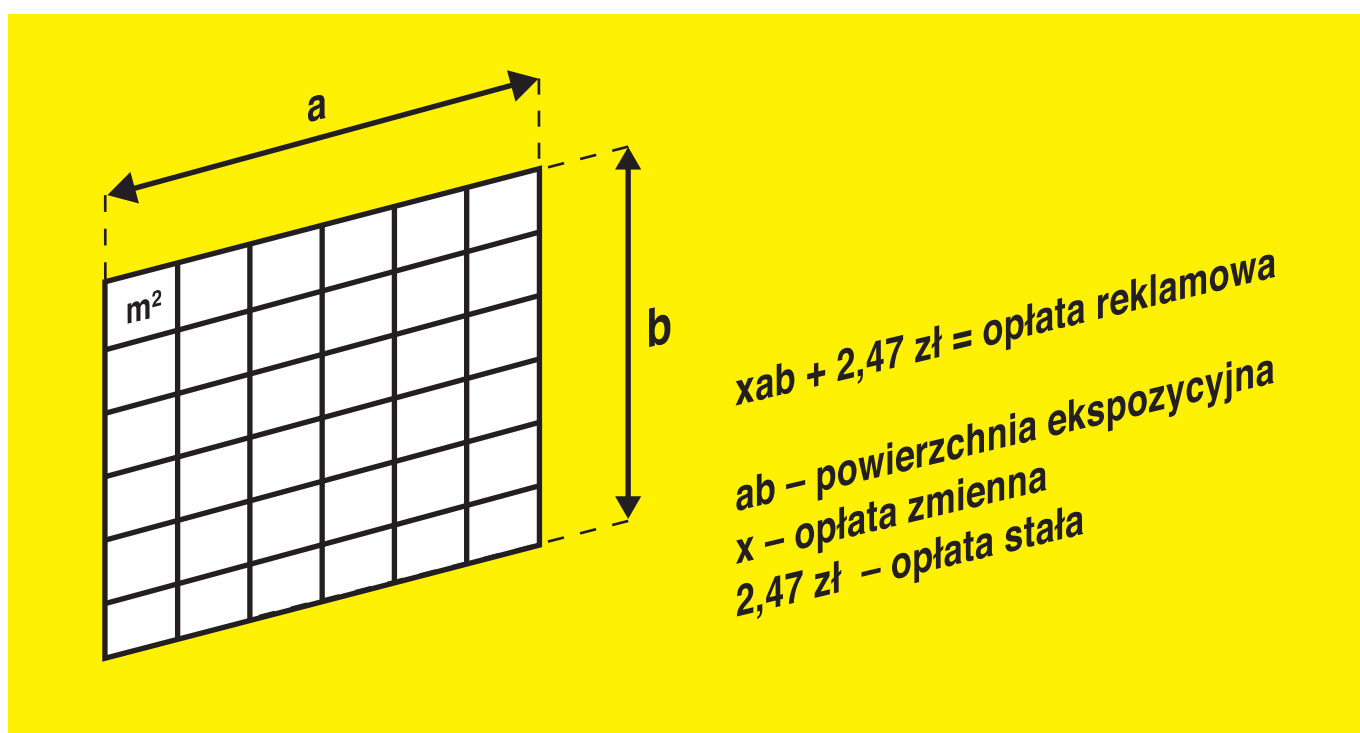 a
m²
b
xab + 2,47 zł = opłata reklamowa
ab – powierzchnia ekspozycyjna
x – opłata zmienna
2,47 zł – opłata stała